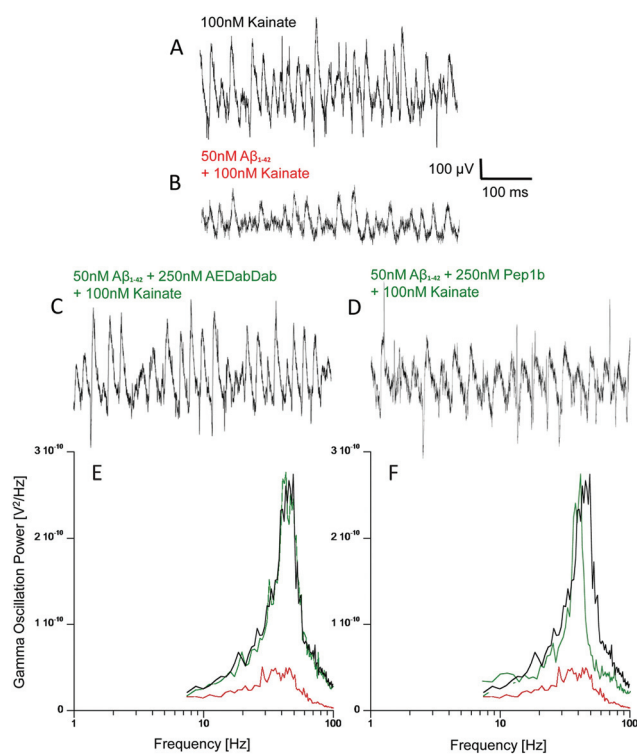 A
100nM Kainate
50nM Aβ₁₋₄₂
+ 100nM Kainate
B
100 μV
100 ms
50nM Aβ₁₋₄₂ + 250nM AEDabDab
+ 100nM Kainate
C
50nM Aβ₁₋₄₂ + 250nM Pep1b
+ 100nM Kainate
D
Gamma Oscillation Power [V²/Hz]
3 10⁻¹⁰
2 10⁻¹⁰
1 10⁻¹⁰
0
E
1
10
100
Frequency [Hz]
3 10⁻¹⁰
2 10⁻¹⁰
1 10⁻¹⁰
0
F
1
10
100
Frequency [Hz]